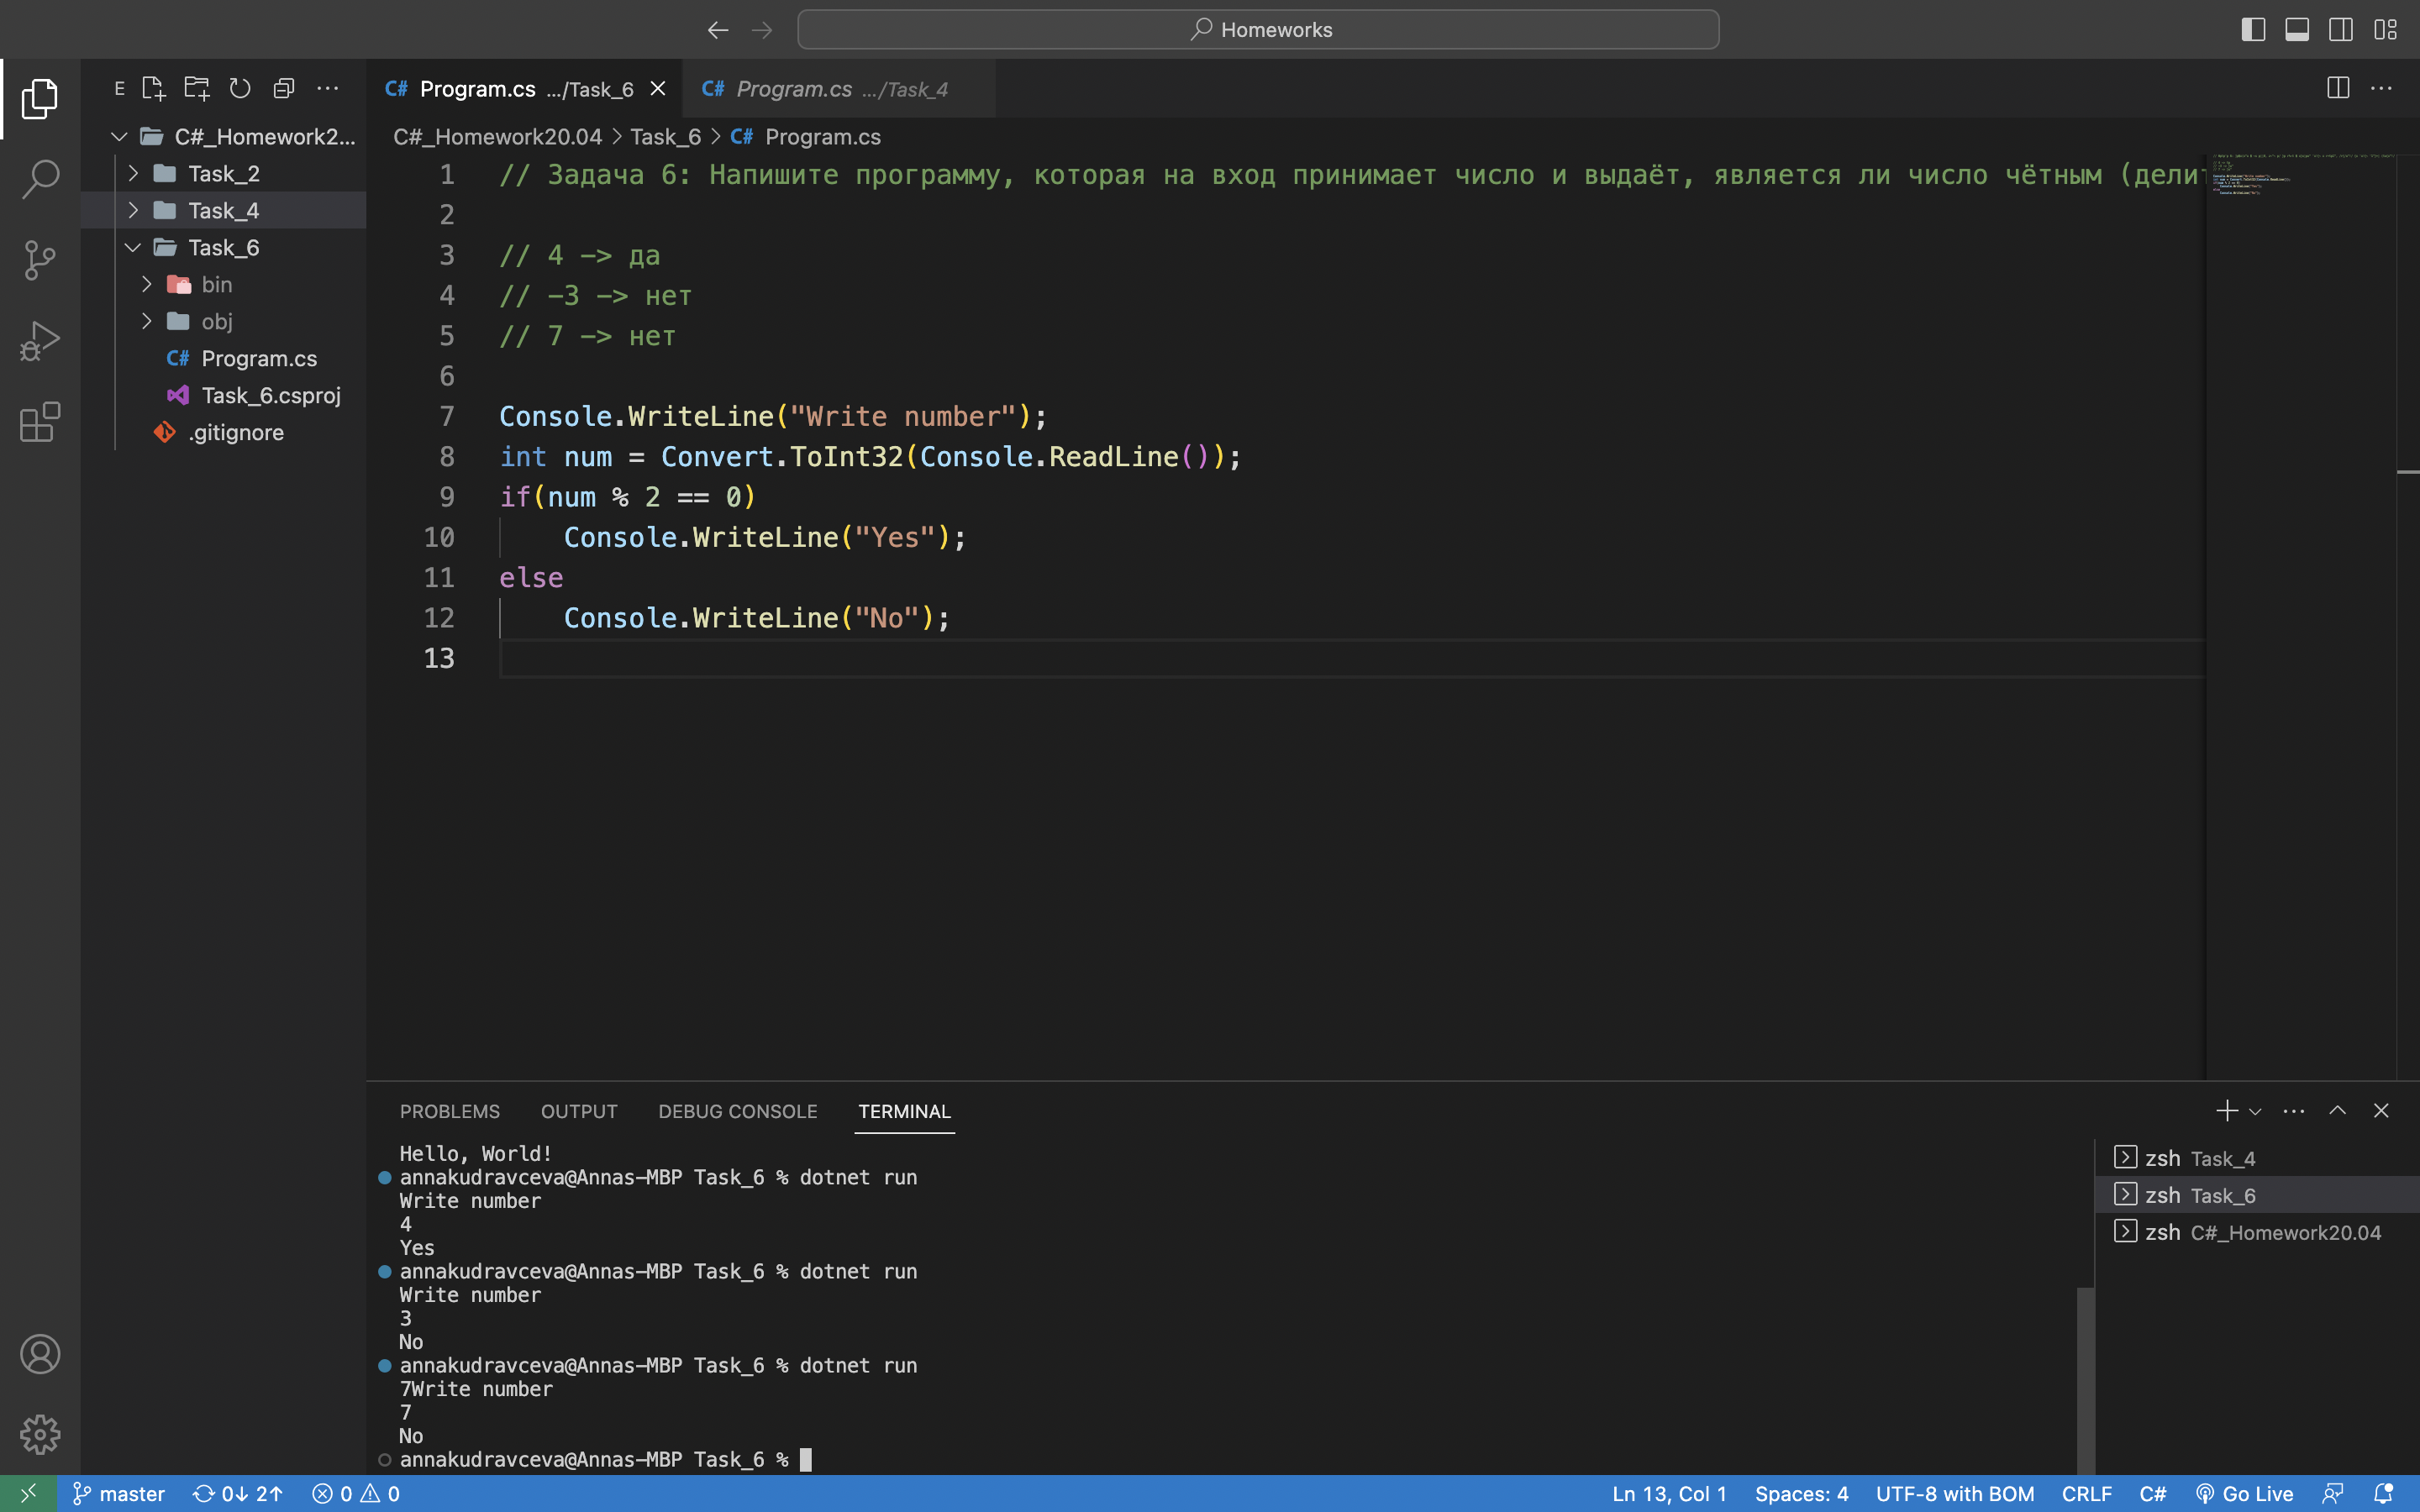 Homeworks
E
C#_Homework2...
Task_2
Task_4
Task_6
bin
obj
C# Program.cs
Task_6.csproj
.gitignore
C# Program.cs .../Task_6
C# Program.cs .../Task_4
C#_Homework20.04 > Task_6 > C# Program.cs
1 // Задача 6: Напишите программу, которая на вход принимает число и выдаёт, является ли число чётным (делит
2
3 // 4 -> да
4 // -3 -> нет
5 // 7 -> нет
6
7 Console.WriteLine("Write number");
8 int num = Convert.ToInt32(Console.ReadLine());
9 if(num % 2 == 0)
10 Console.WriteLine("Yes");
11 else
12 Console.WriteLine("No");
13
PROBLEMS OUTPUT DEBUG CONSOLE TERMINAL
Hello, World!
annakudravceva@Annas-MBP Task_6 % dotnet run
Write number
4
Yes
annakudravceva@Annas-MBP Task_6 % dotnet run
Write number
3
No
annakudravceva@Annas-MBP Task_6 % dotnet run
7Write number
7
No
annakudravceva@Annas-MBP Task_6 %
zsh Task_4
zsh Task_6
zsh C#_Homework20.04
master 0↓ 2↑ 0 0
Ln 13, Col 1 Spaces: 4 UTF-8 with BOM CRLF C# Go Live